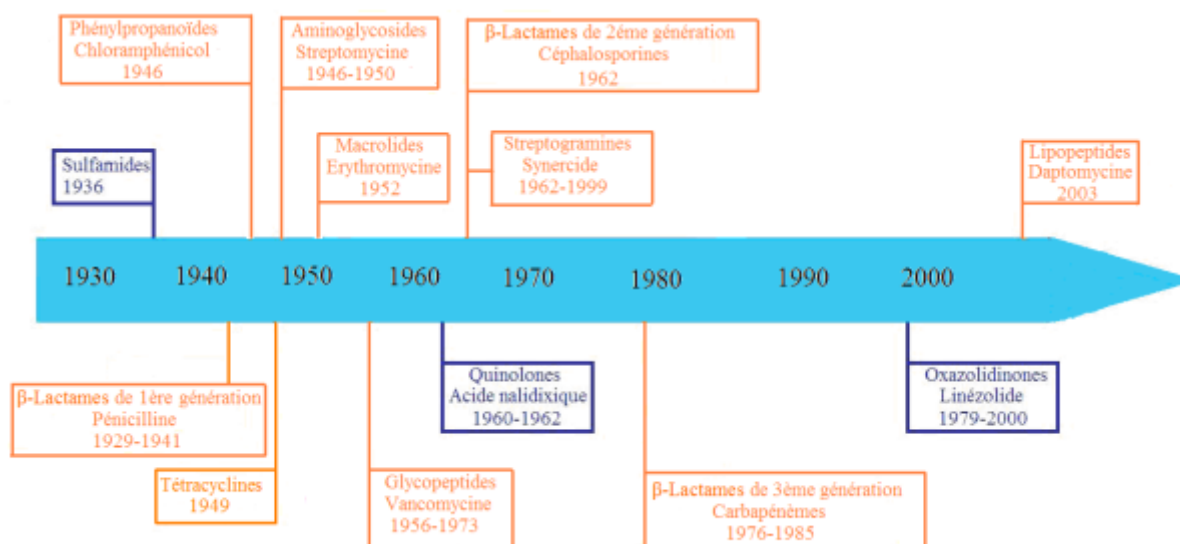 Phénylpropanoïdes
Chloramphénicol
1946
Aminoglycosides
Streptomycine
1946-1950
β-Lactames de 2éme génération
Céphalosporines
1962
Sulfamides
1936
Macrolides
Erythromycine
1952
Streptogramines
Synercide
1962-1999
Lipopeptides
Daptomycine
2003
1930 1940 1950 1960 1970 1980 1990 2000
β-Lactames de 1ère génération
Pénicilline
1929-1941
Quinolones
Acide nalidixique
1960-1962
Oxazolidinones
Linézolide
1979-2000
Tétracyclines
1949
Glycopeptides
Vancomycine
1956-1973
β-Lactames de 3ème génération
Carbapénèmes
1976-1985